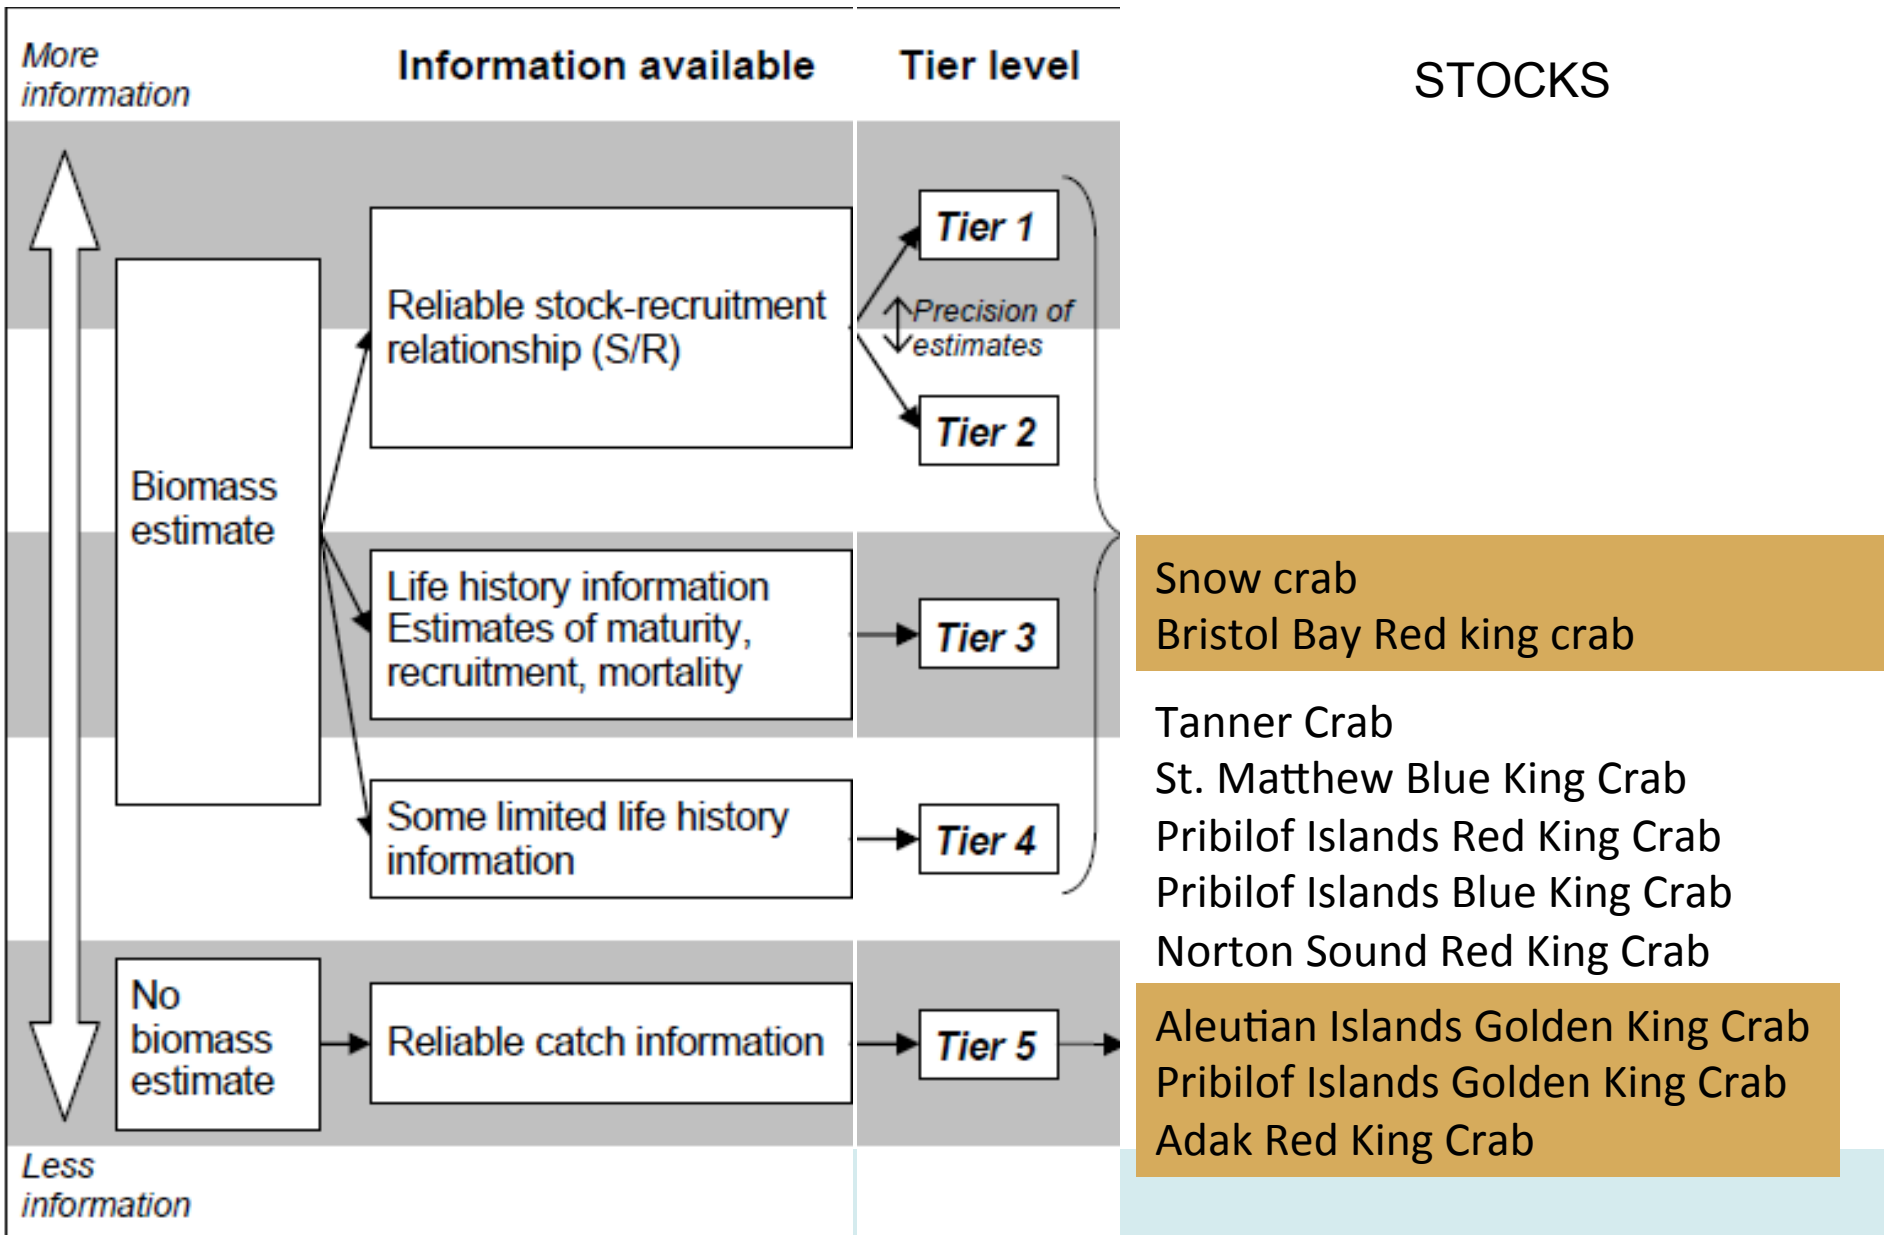 More
information
Information available
Tier level
STOCKS
Tier 1
Reliable stock-recruitment
relationship (S/R)
Precision of
estimates
Tier 2
Biomass
estimate
Life history information
Estimates of maturity,
recruitment, mortality
Tier 3
Snow crab
Bristol Bay Red king crab
Some limited life history
information
Tier 4
Tanner Crab
St. Matthew Blue King Crab
Pribilof Islands Red King Crab
Pribilof Islands Blue King Crab
Norton Sound Red King Crab
No
biomass
estimate
Reliable catch information
Tier 5
Aleutian Islands Golden King Crab
Pribilof Islands Golden King Crab
Adak Red King Crab
Less
information